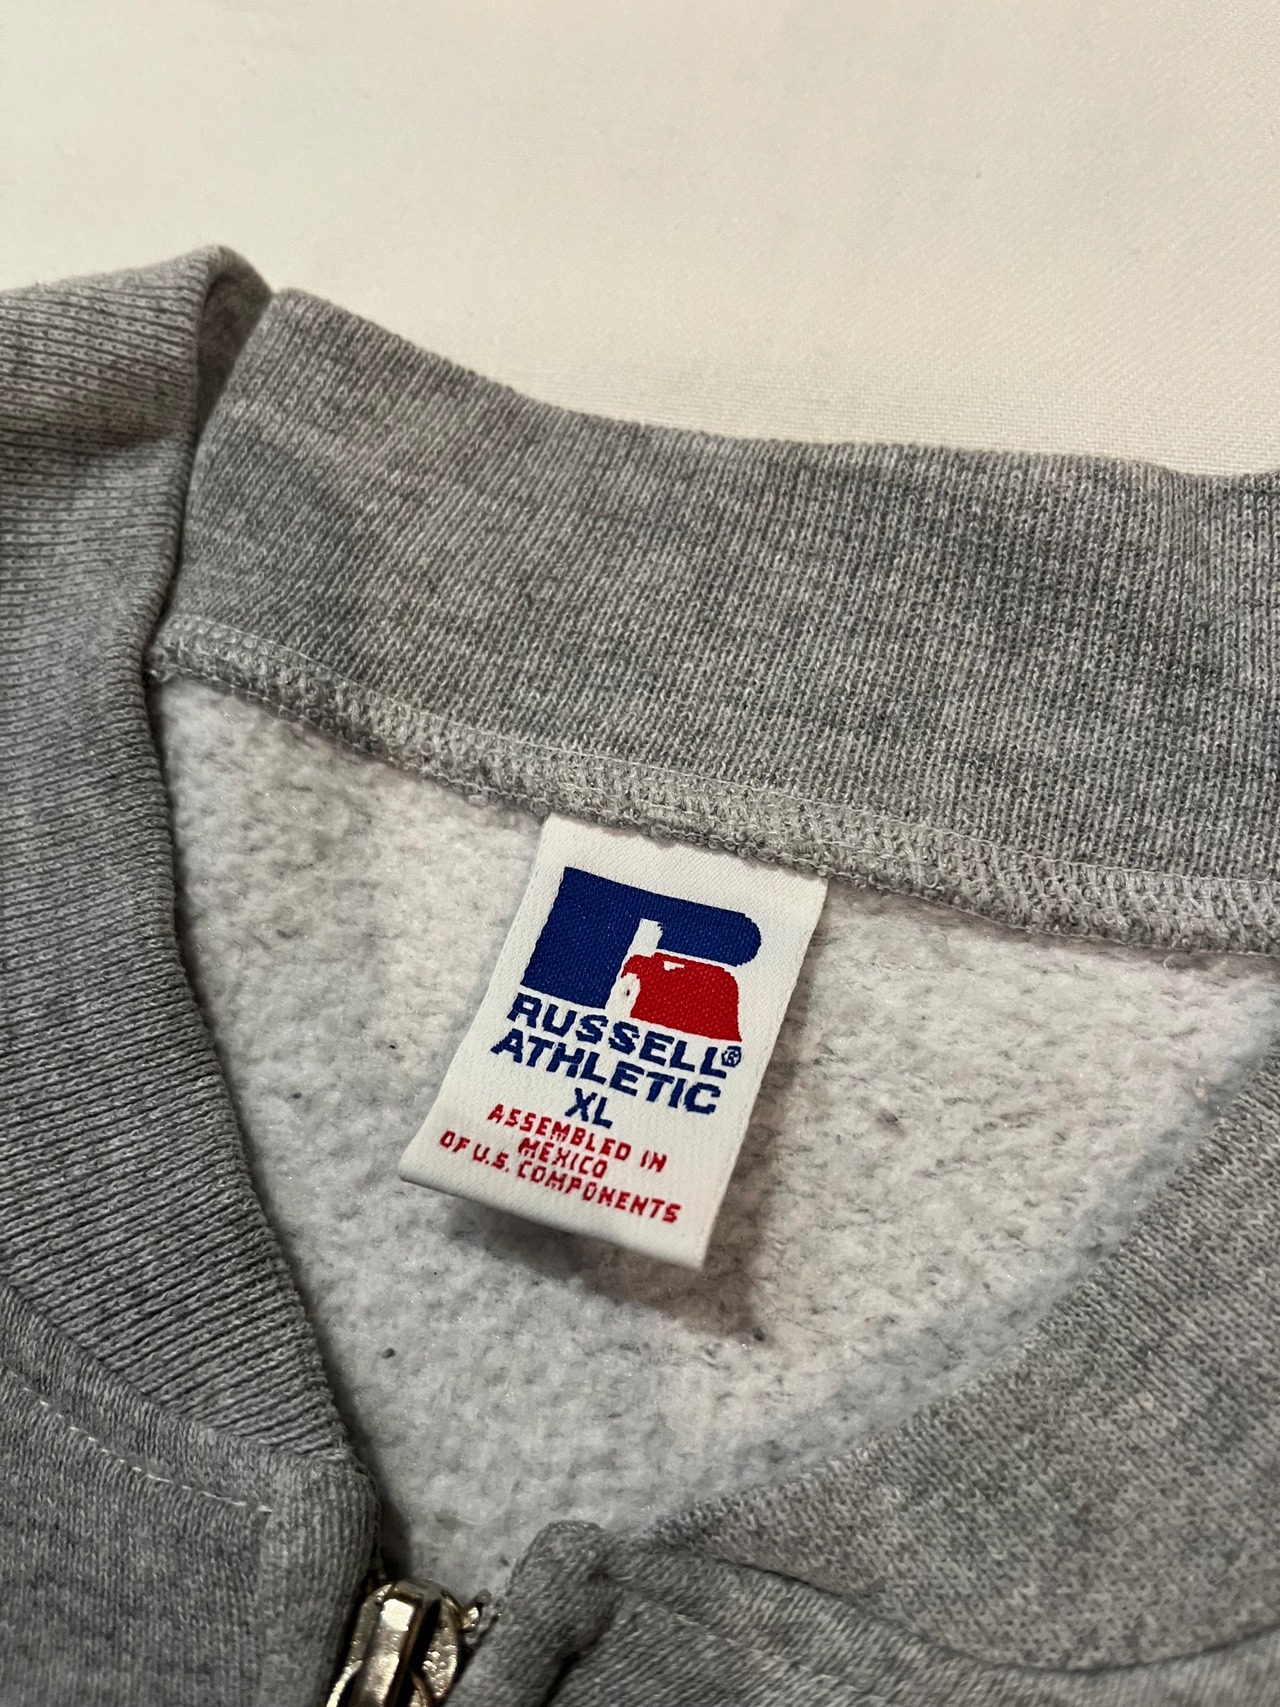 RUSSELL®
ATHLETIC
XL
ASSEMBLED IN
MEXICO
OF U.S. COMPONENTS